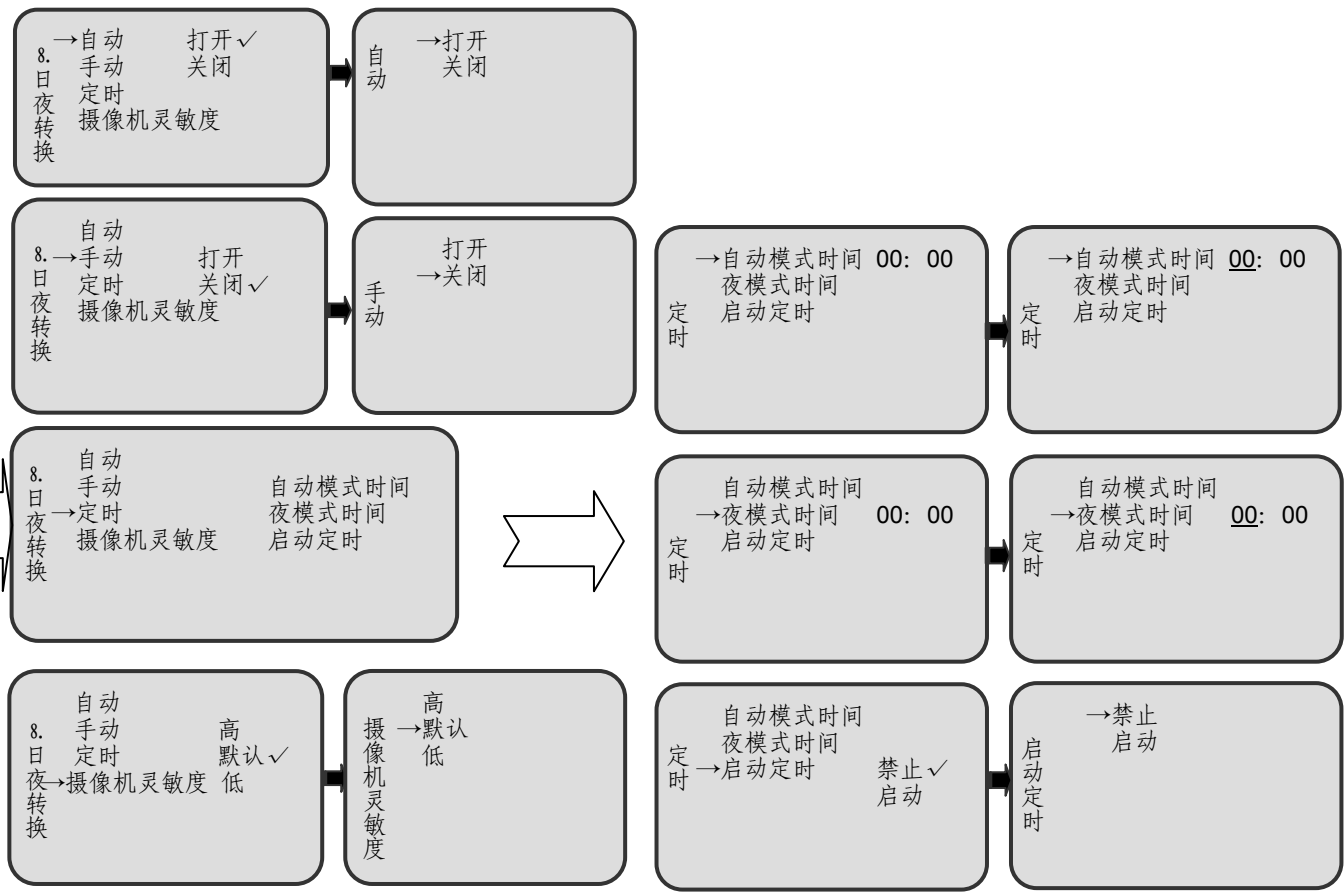 8.日夜转换
→自动 打开✓
手动 关闭
定时
摄像机灵敏度
自动
→打开
关闭
8.日夜转换
自动
→手动 打开
定时 关闭✓
摄像机灵敏度
手动
打开
→关闭
定时
→自动模式时间 00: 00
夜模式时间
启动定时
定时
→自动模式时间 00: 00
夜模式时间
启动定时
8.日夜转换
自动
手动 自动模式时间
→定时 夜模式时间
摄像机灵敏度 启动定时
定时
自动模式时间
→夜模式时间 00: 00
启动定时
定时
自动模式时间
→夜模式时间 00: 00
启动定时
8.日夜转换
自动
手动 高
定时 默认✓
→摄像机灵敏度 低
摄像机灵敏度
高
→默认
低
定时
自动模式时间
夜模式时间
→启动定时 禁止✓
启动
启动定时
→禁止
启动